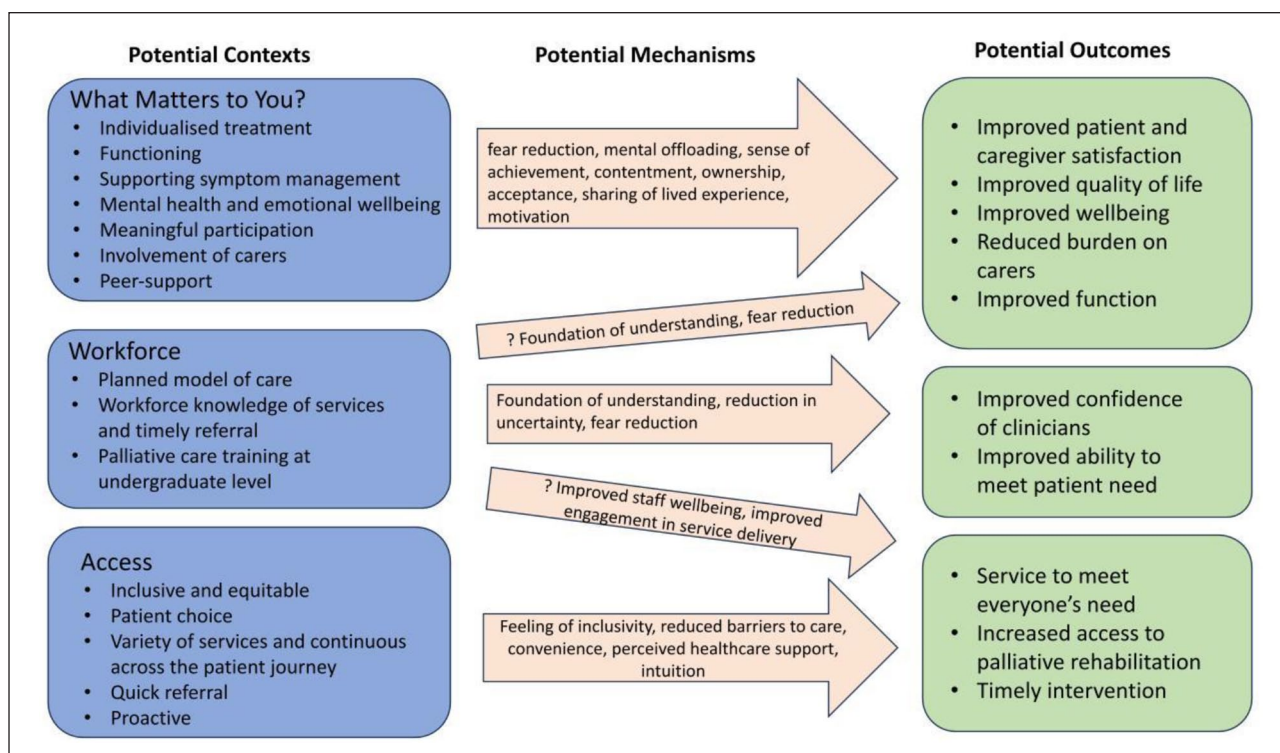 Potential Contexts
Potential Mechanisms
Potential Outcomes
What Matters to You?
• Individualised treatment
• Functioning
• Supporting symptom management
• Mental health and emotional wellbeing
• Meaningful participation
• Involvement of carers
• Peer-support
fear reduction, mental offloading, sense of
achievement, contentment, ownership,
acceptance, sharing of lived experience,
motivation
• Improved patient and
caregiver satisfaction
• Improved quality of life
• Improved wellbeing
• Reduced burden on
carers
• Improved function
? Foundation of understanding, fear reduction
Workforce
• Planned model of care
• Workforce knowledge of services
and timely referral
• Palliative care training at
undergraduate level
Foundation of understanding, reduction in
uncertainty, fear reduction
• Improved confidence
of clinicians
• Improved ability to
meet patient need
? Improved staff wellbeing, improved
engagement in service delivery
Access
• Inclusive and equitable
• Patient choice
• Variety of services and continuous
across the patient journey
• Quick referral
• Proactive
Feeling of inclusivity, reduced barriers to care,
convenience, perceived healthcare support,
intuition
• Service to meet
everyone’s need
• Increased access to
palliative rehabilitation
• Timely intervention